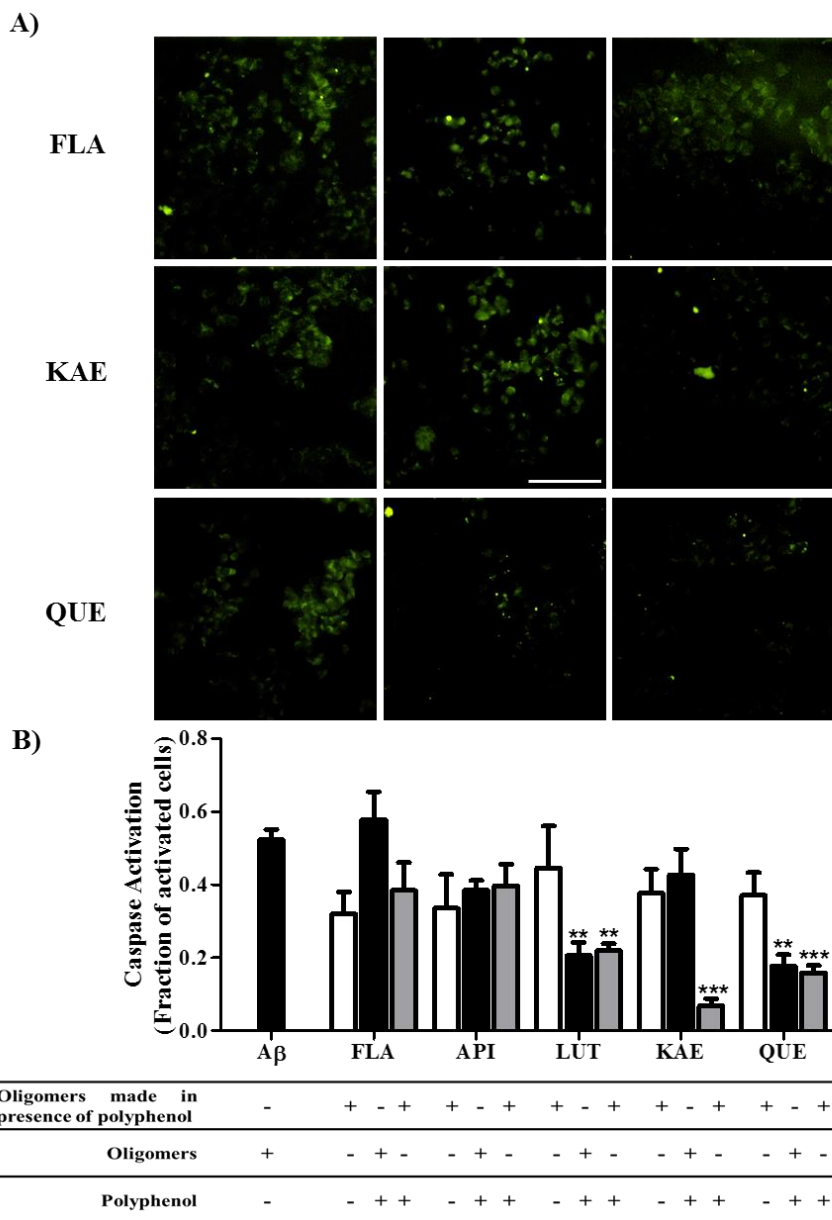 A)
FLA
KAE
QUE
B)
Caspase Activation
(Fraction of activated cells)
0.8
0.6
0.4
0.2
0.0
** ** *** ** ***
Aβ FLA API LUT KAE QUE
Oligomers made in
presence of polyphenol - + - + + - + + - + + - + + - +
Oligomers + - + - - + - - + - - + - - + -
Polyphenol - - + + - + + - + + - + + - + +